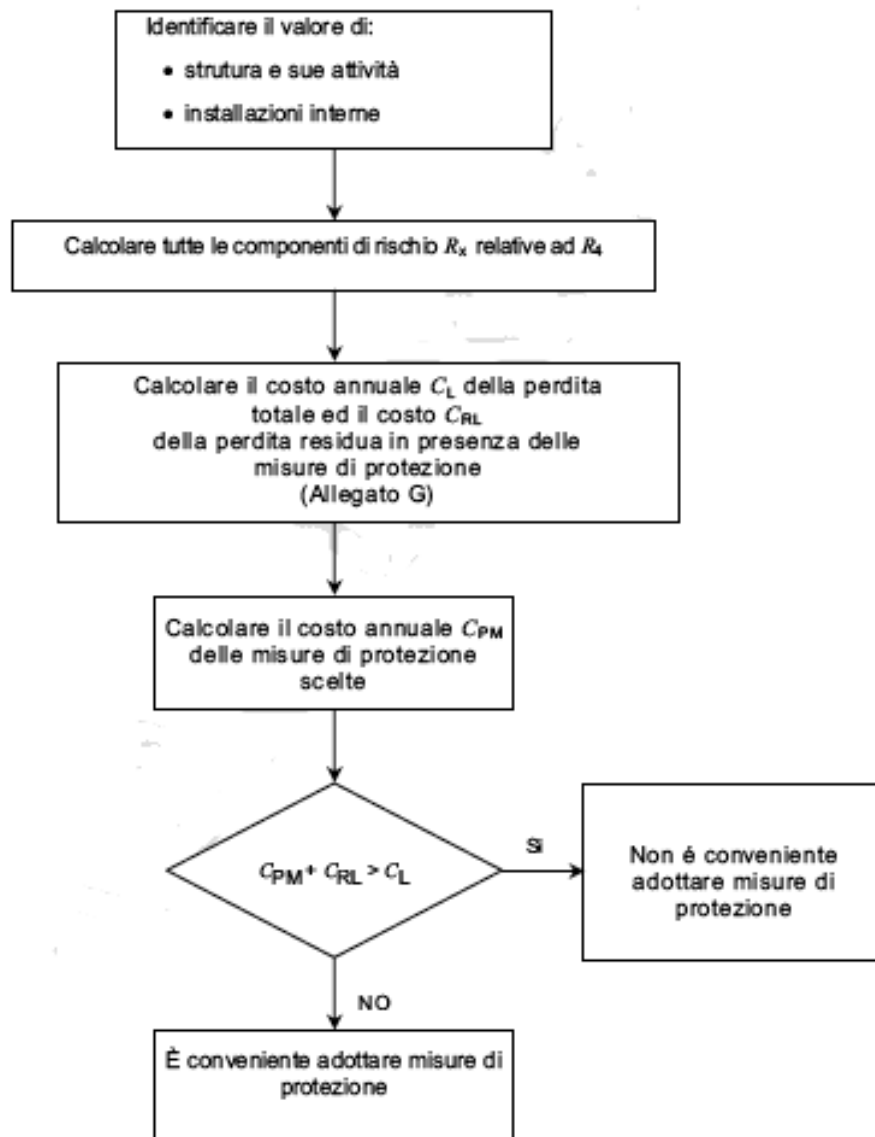 Identificare il valore di:
• strutura e sue attività
• installazioni interne
Calcolare tutte le componenti di rischio Rx relative ad R4
Calcolare il costo annuale CL della perdita
totale ed il costo CRL
della perdita residua in presenza delle
misure di protezione
(Allegato G)
Calcolare il costo annuale CPM
delle misure di protezione
scelte
CPM + CRL > CL
Si
Non é conveniente
adottare misure di
protezione
NO
È conveniente adottare misure di
protezione